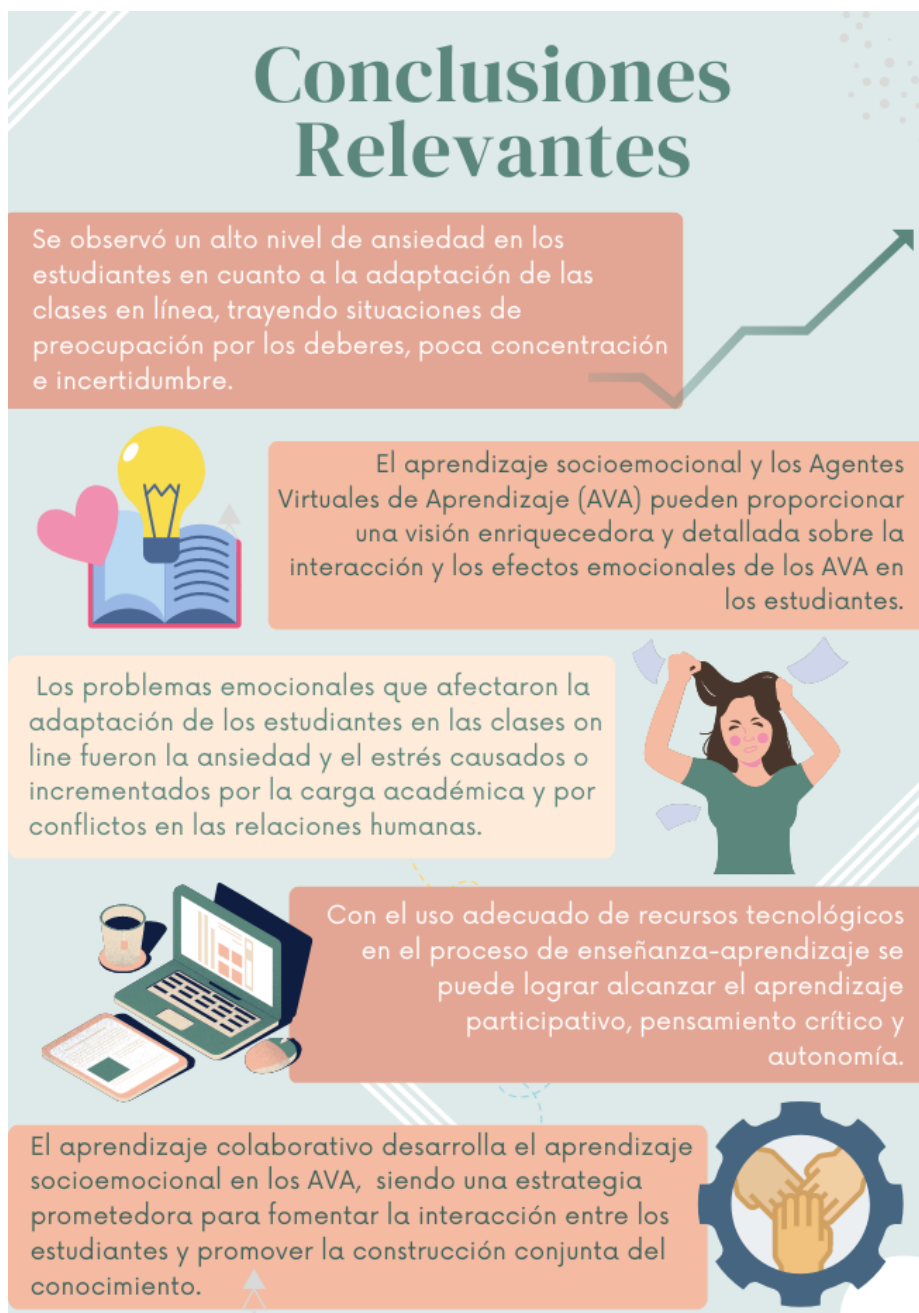 Conclusiones
Relevantes
Se observó un alto nivel de ansiedad en los
estudiantes en cuanto a la adaptación de las
clases en línea, trayendo situaciones de
preocupación por los deberes, poca concentración
e incertidumbre.
El aprendizaje socioemocional y los Agentes
Virtuales de Aprendizaje (AVA) pueden proporcionar
una visión enriquecedora y detallada sobre la
interacción y los efectos emocionales de los AVA en
los estudiantes.
Los problemas emocionales que afectaron la
adaptación de los estudiantes en las clases on
line fueron la ansiedad y el estrés causados o
incrementados por la carga académica y por
conflictos en las relaciones humanas.
Con el uso adecuado de recursos tecnológicos
en el proceso de enseñanza-aprendizaje se
puede lograr alcanzar el aprendizaje
participativo, pensamiento crítico y
autonomía.
El aprendizaje colaborativo desarrolla el aprendizaje
socioemocional en los AVA, siendo una estrategia
prometedora para fomentar la interacción entre los
estudiantes y promover la construcción conjunta del
conocimiento.